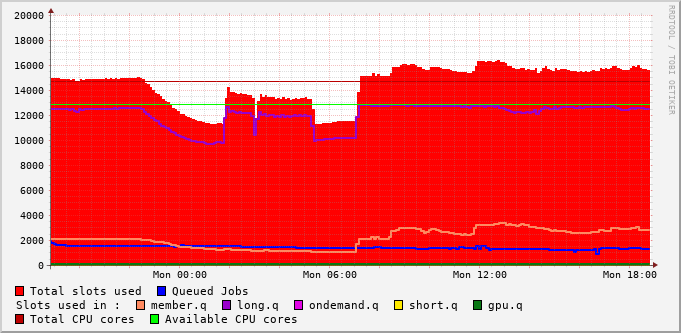 20000
18000
16000
14000
12000
10000
8000
6000
4000
2000
0
Mon 00:00 Mon 06:00 Mon 12:00 Mon 18:00
RRDTOOL / TOBI OETIKER
Total slots used Queued Jobs
Slots used in : member.q long.q ondemand.q short.q gpu.q
Total CPU cores Available CPU cores